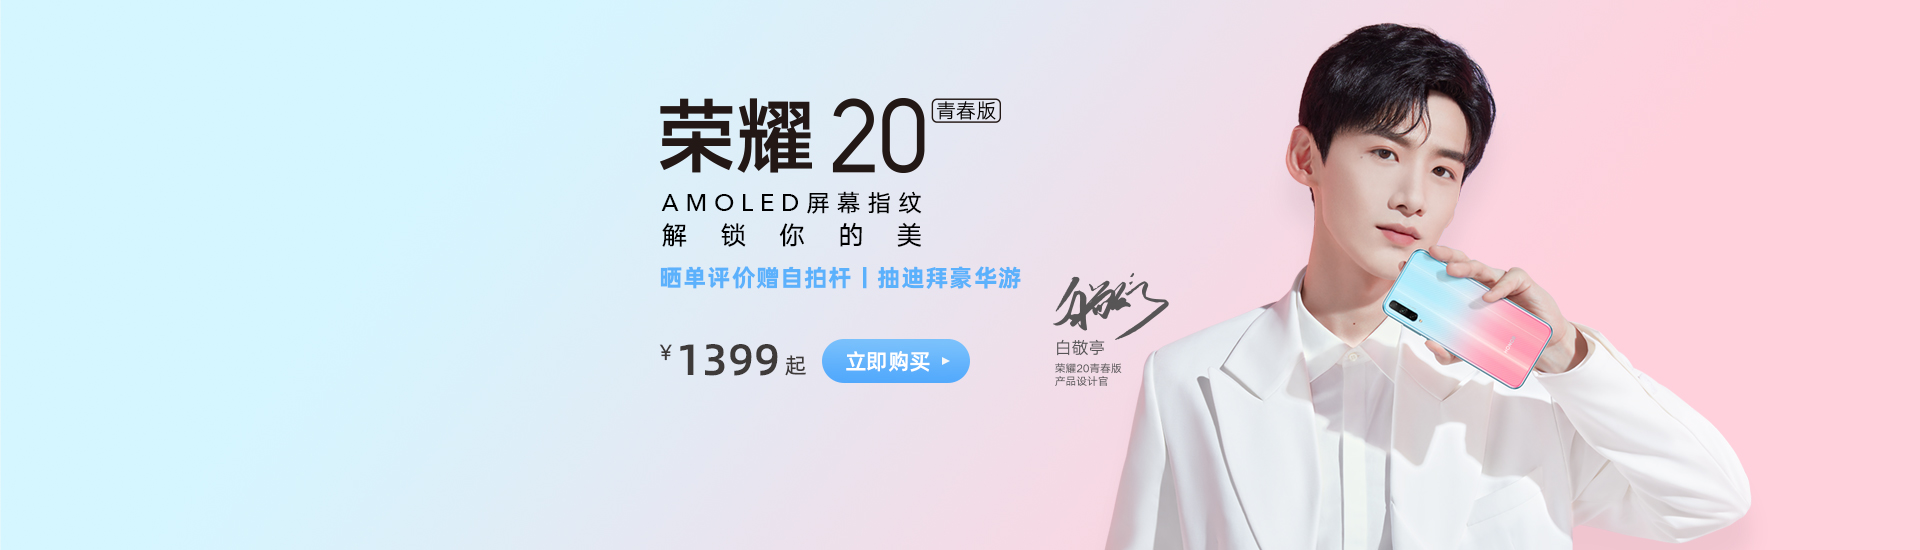 荣耀 20 青春版
AMOLED屏幕指纹
解锁你的美
晒单评价赠自拍杆丨抽迪拜豪华游
¥1399起
立即购买
白敬亭
荣耀20青春版
产品设计官